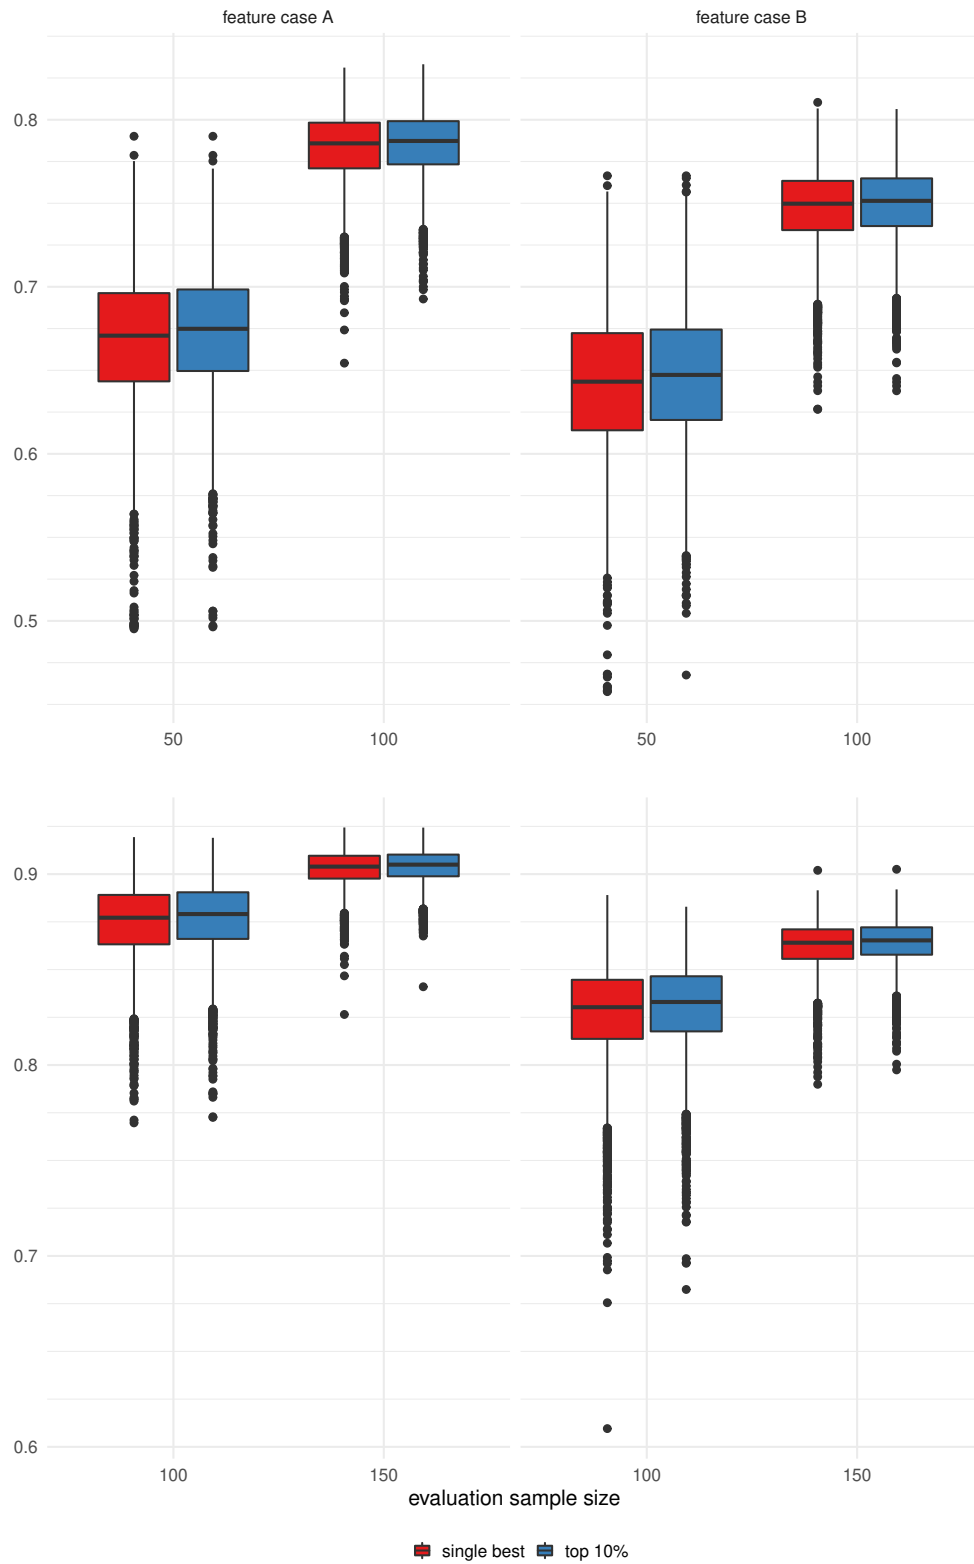 feature case A feature case B
0.8
0.7
0.6
0.5
50 100 50 100
0.9
0.8
0.7
0.6
100 150 100 150
evaluation sample size
single best top 10%